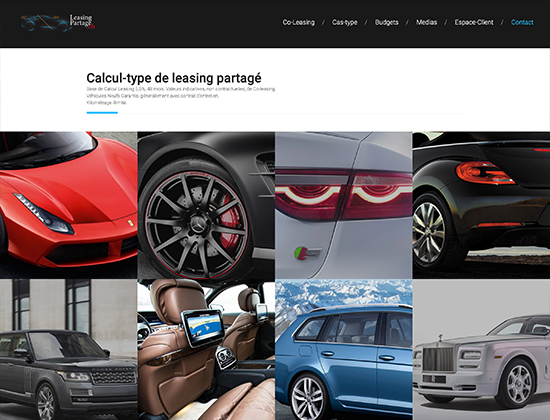 Leasing
Partagé.ch
Co-Leasing / Cas-type / Budgets / Medias / Espace-Client / Contact
Calcul-type de leasing partagé
Base de Calcul Leasing 5,5%, 48 mois. Valeurs indicatives, non contractuelles, de Co-leasing.
Véhicules Neufs Garantis, généralement avec contrat d'entretien.
Kilométrage illimité.